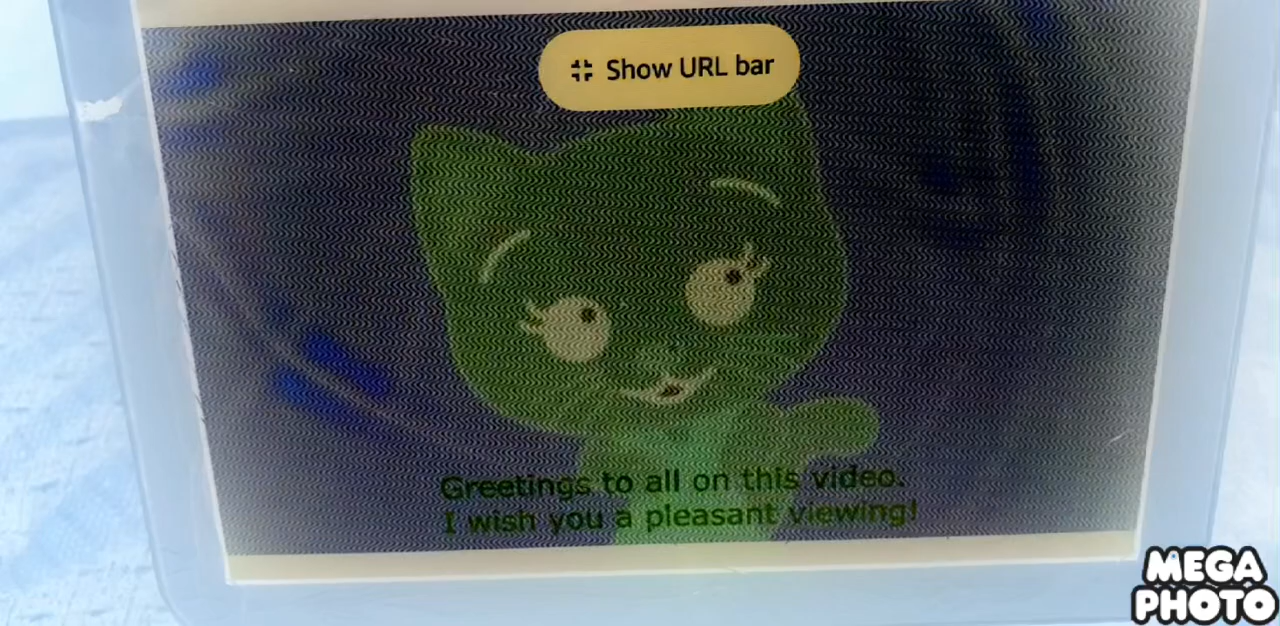 Show URL bar
Greetings to all on this video.
I wish you a pleasant viewing!
MEGA
PHOTO